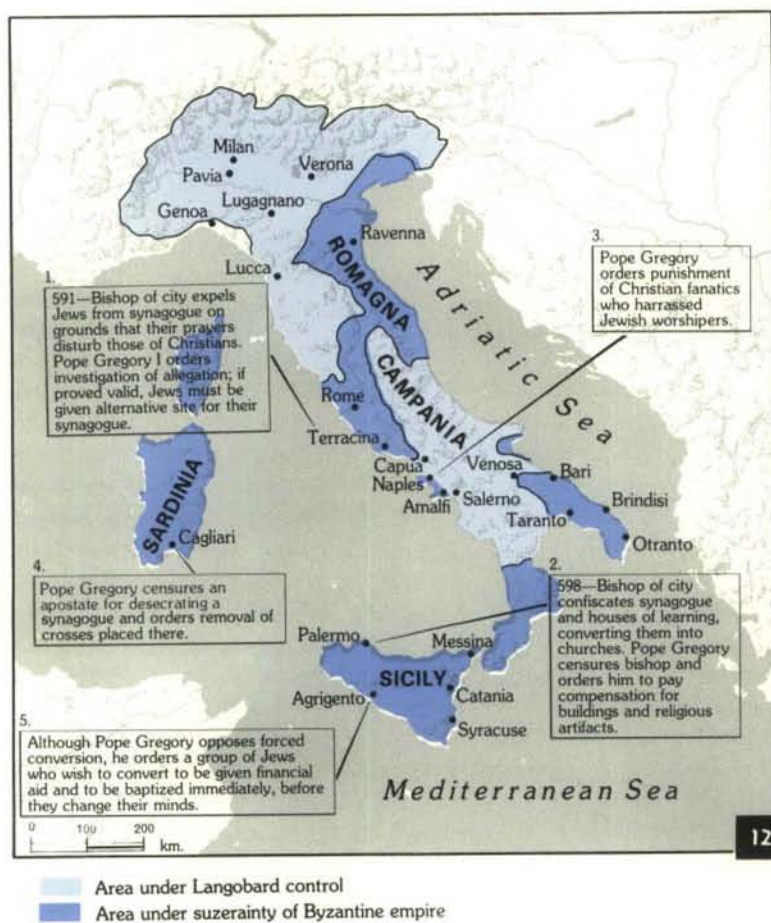 Milan
Pavia
Verona
Lugagnano
Genoa
Ravenna
Lucca
ROMAGNA
Adriatic Sea
3.
Pope Gregory
orders punishment
of Christian fanatics
who harrassed
Jewish worshipers.
1.
591—Bishop of city expels
Jews from synagogue on
grounds that their prayers
disturb those of Christians.
Pope Gregory I orders
investigation of allegation; if
proved valid, Jews must be
given alternative site for their
synagogue.
CAMPANIA
Rome
Terracina
Capua
Naples
Amalfi
Salerno
Venosa
Bari
Brindisi
Taranto
Otranto
SARDINIA
Cagliari
4.
Pope Gregory censures an
apostate for desecrating a
synagogue and orders removal of
crosses placed there.
2.
598—Bishop of city
confiscates synagogue
and houses of learning,
converting them into
churches. Pope Gregory
censures bishop and
orders him to pay
compensation for
buildings and religious
artifacts.
Palermo
Messina
SICILY
Agrigento
Catania
Syracuse
5.
Although Pope Gregory opposes forced
conversion, he orders a group of Jews
who wish to convert to be given financial
aid and to be baptized immediately, before
they change their minds.
Mediterranean Sea
0 100 200
km.
12
Area under Langobard control
Area under suzerainty of Byzantine empire